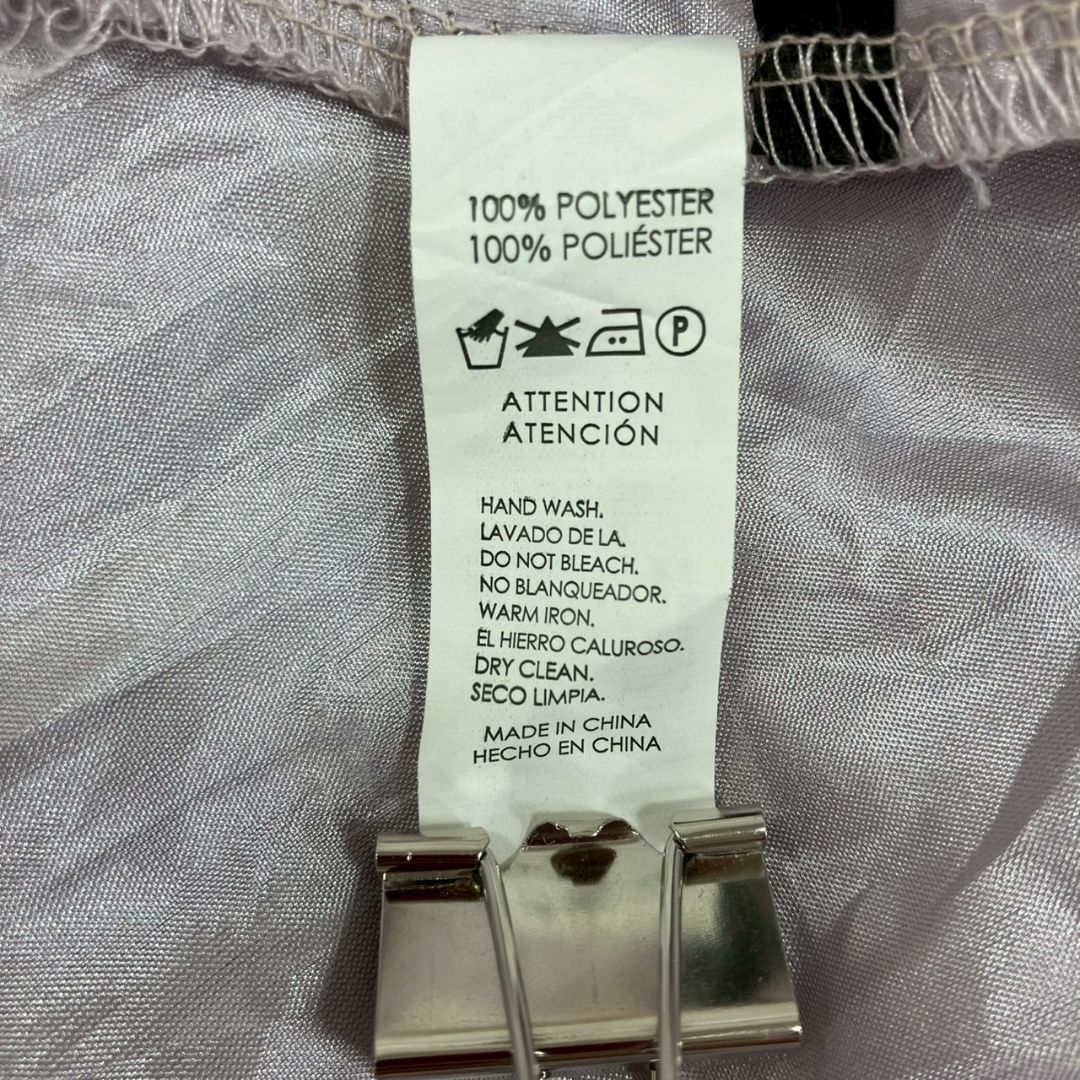 100% POLYESTER
100% POLIÉSTER
P
ATTENTION
ATENCIÓN
HAND WASH.
LAVADO DE LA.
DO NOT BLEACH.
NO BLANQUEADOR.
WARM IRON.
EL HIERRO CALUROSO.
DRY CLEAN.
SECO LIMPIA.
MADE IN CHINA
HECHO EN CHINA